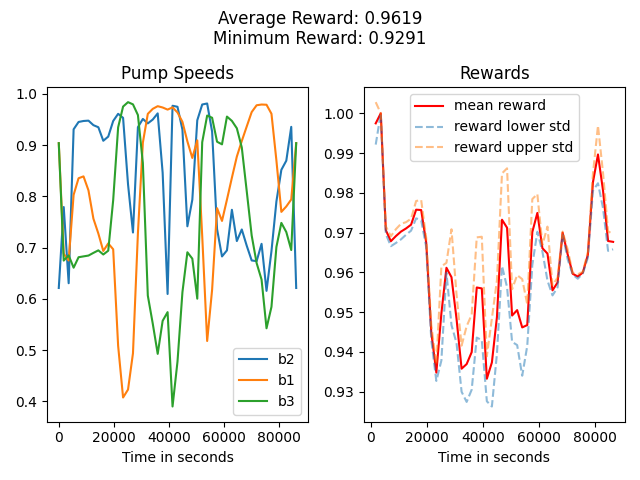 Average Reward: 0.9619
Minimum Reward: 0.9291
Pump Speeds
1.0
0.9
0.8
0.7
0.6
0.5
0.4
0
20000
40000
60000
80000
Time in seconds
b2
b1
b3
Rewards
1.00
0.99
0.98
0.97
0.96
0.95
0.94
0.93
0
20000
40000
60000
80000
Time in seconds
mean reward
reward lower std
reward upper std